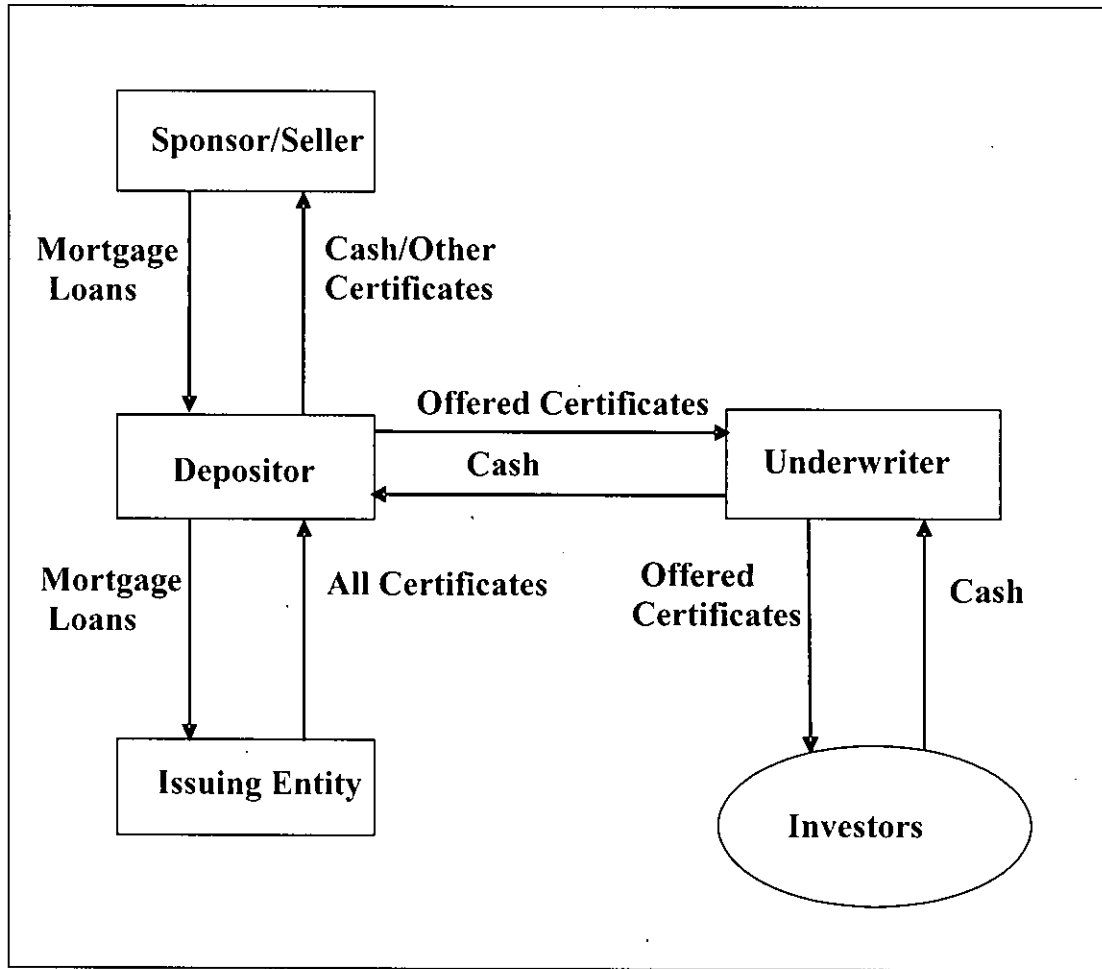 Sponsor/Seller
Mortgage
Loans
Cash/Other
Certificates
Offered Certificates
Depositor
Cash
Underwriter
Mortgage
Loans
All Certificates
Offered
Certificates
Cash
Issuing Entity
Investors